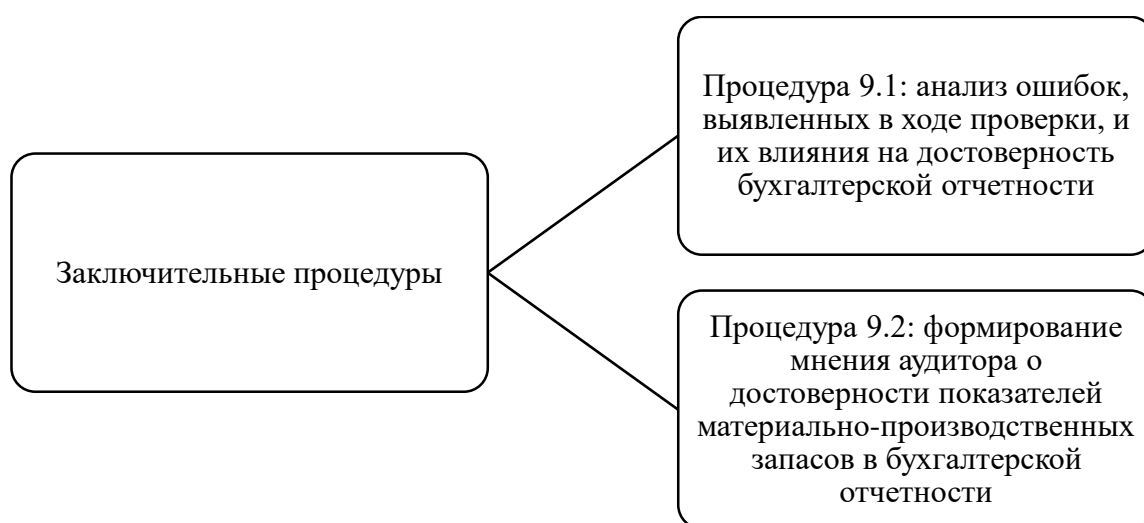 Заключительные процедуры
Процедура 9.1: анализ ошибок,
выявленных в ходе проверки, и
их влияния на достоверность
бухгалтерской отчетности
Процедура 9.2: формирование
мнения аудитора о
достоверности показателей
материально-производственных
запасов в бухгалтерской
отчетности